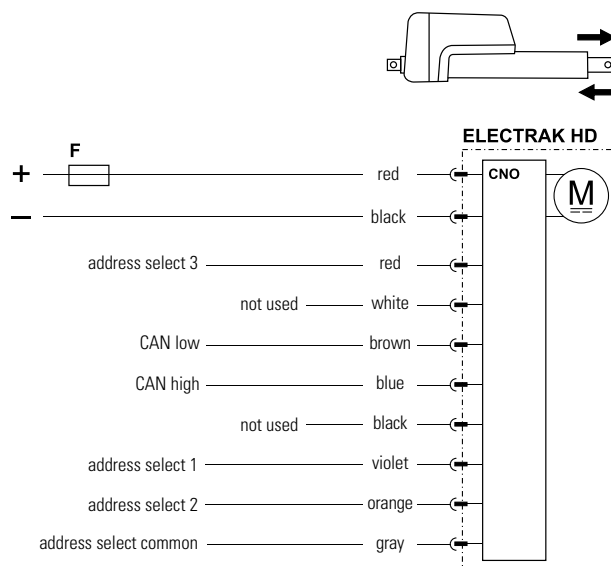 ELECTRAK HD
F
+ red CNO M
− black
address select 3 red
not used white
CAN low brown
CAN high blue
not used black
address select 1 violet
address select 2 orange
address select common gray